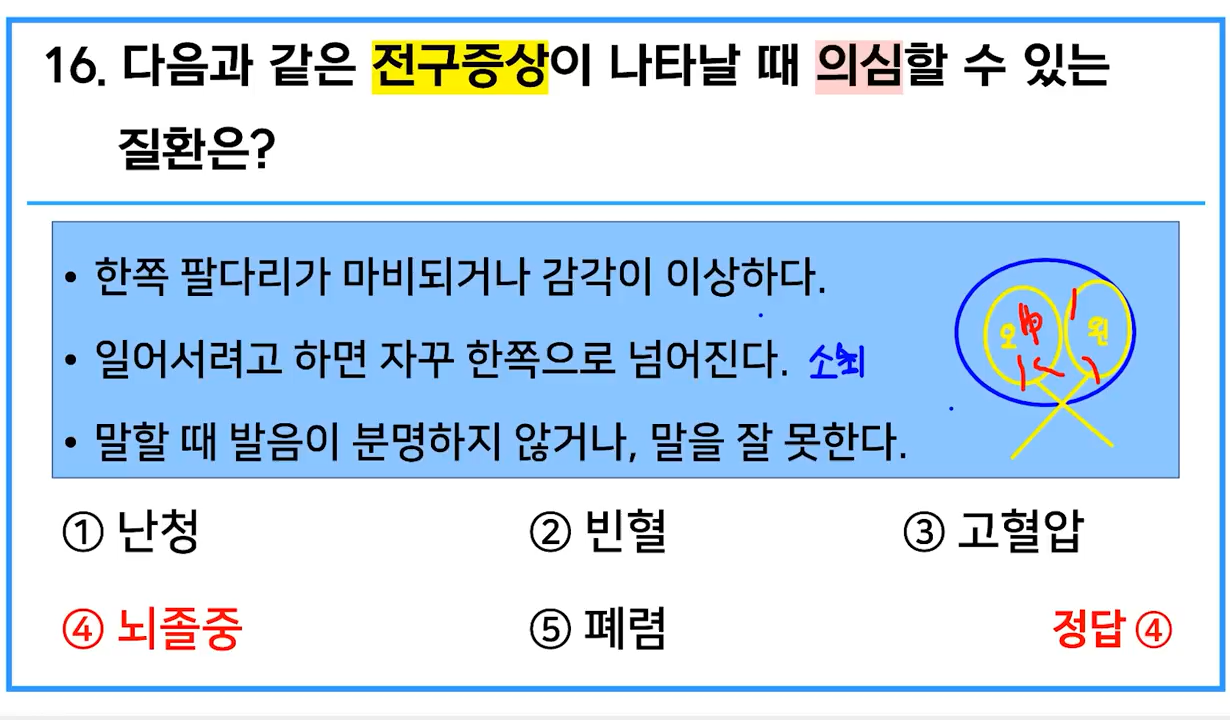 16. 다음과 같은 전구증상이 나타날 때 의심할 수 있는
질환은?
• 한쪽 팔다리가 마비되거나 감각이 이상하다.
• 일어서려고 하면 자꾸 한쪽으로 넘어진다. 소뇌
• 말할 때 발음이 분명하지 않거나, 말을 잘 못한다.
오 왼
① 난청 ② 빈혈 ③ 고혈압
④ 뇌졸중 ⑤ 폐렴 정답 ④